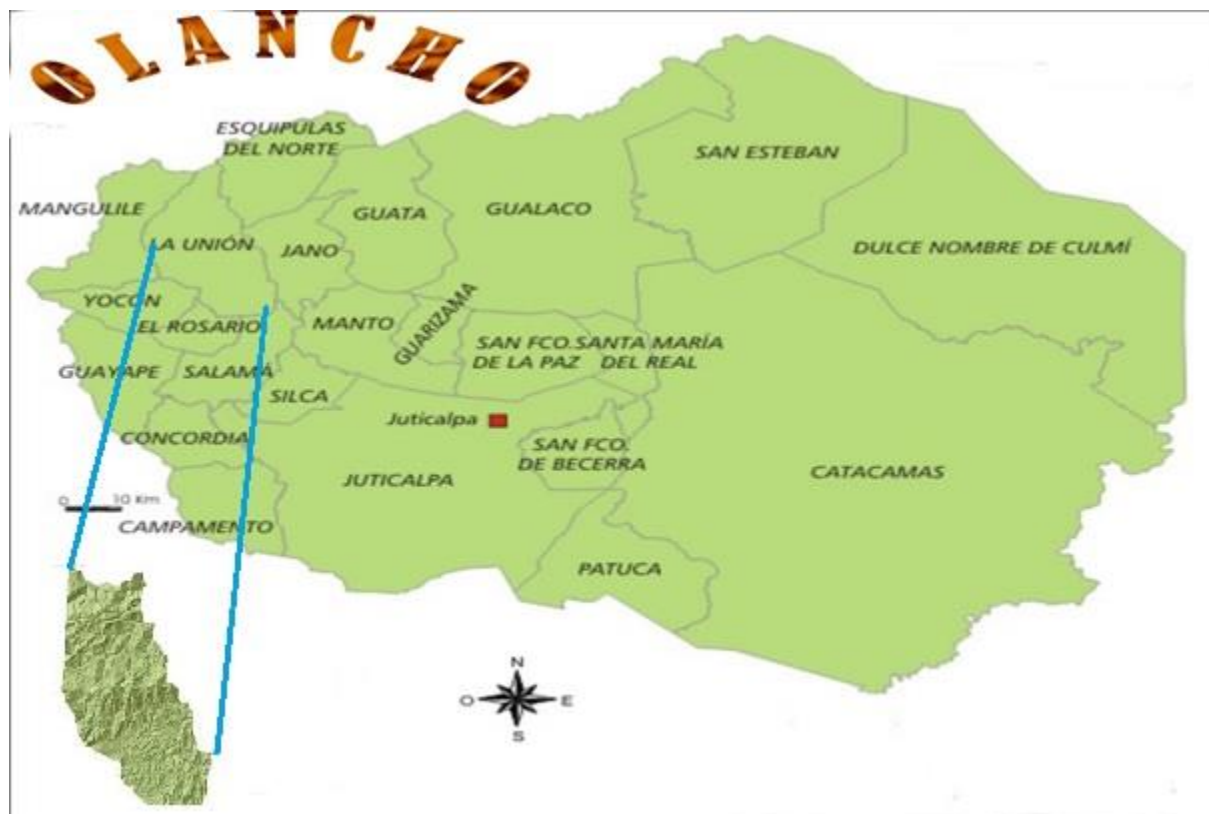 OLANCHO
ESQUIPULAS
DEL NORTE
SAN ESTEBAN
MANGULILE
GUATA
GUALACO
LA UNIÓN
JANO
DULCE NOMBRE DE CULMÍ
YOCÓN
EL ROSARIO
MANTO
GUARIZAMA
SAN FCO.
DE LA PAZ
SANTA MARÍA
DEL REAL
GUAYAPE
SALAMÁ
SILCA
Juticalpa
CONCORDIA
SAN FCO.
DE BECERRA
JUTICALPA
CATACAMAS
0 10 Km
CAMPAMENTO
PATUCA
N
O E
S